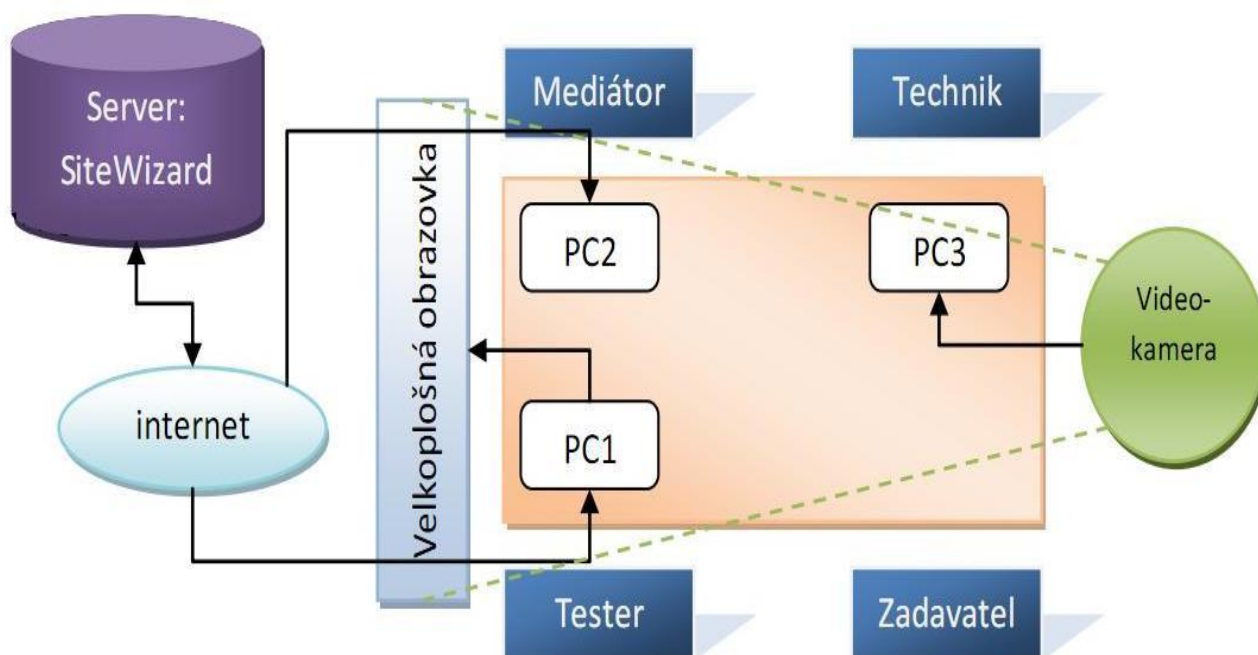 Server:
SiteWizard
internet
Velkoplošná obrazovka
Mediátor
Technik
PC2
PC3
PC1
Video-
kamera
Tester
Zadavatel